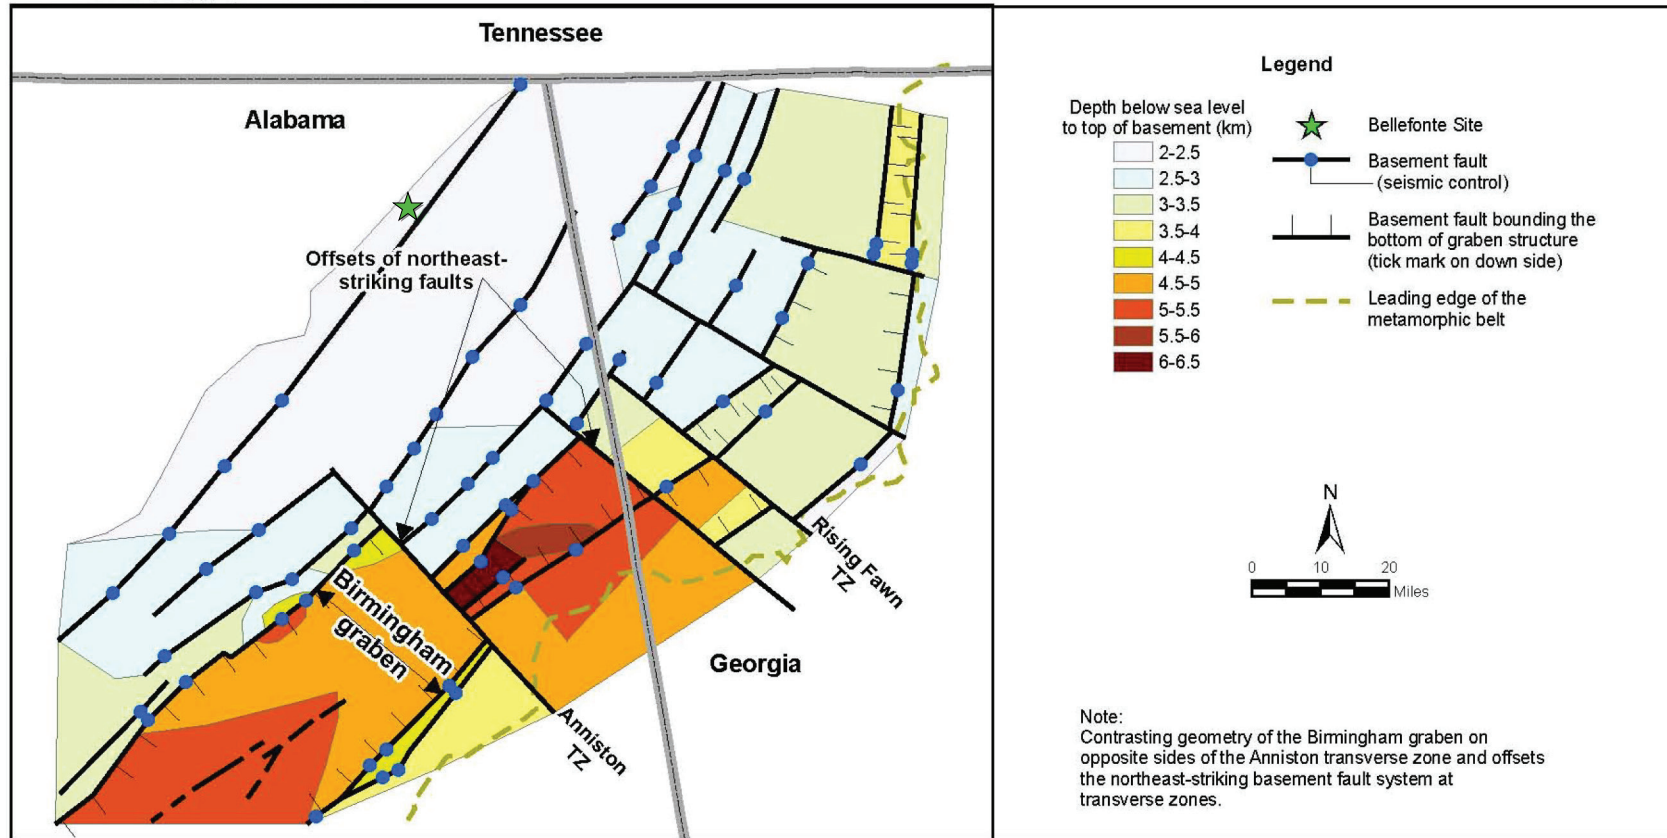 Tennessee
Alabama
Offsets of northeast-
striking faults
Birmingham
graben
Rising Fawn
TZ
Georgia
Anniston
TZ
Legend
Depth below sea level
to top of basement (km)
2-2.5
2.5-3
3-3.5
3.5-4
4-4.5
4.5-5
5-5.5
5.5-6
6-6.5
Bellefonte Site
Basement fault
(seismic control)
Basement fault bounding the
bottom of graben structure
(tick mark on down side)
Leading edge of the
metamorphic belt
N
0 10 20
Miles
Note:
Contrasting geometry of the Birmingham graben on
opposite sides of the Anniston transverse zone and offsets
the northeast-striking basement fault system at
transverse zones.